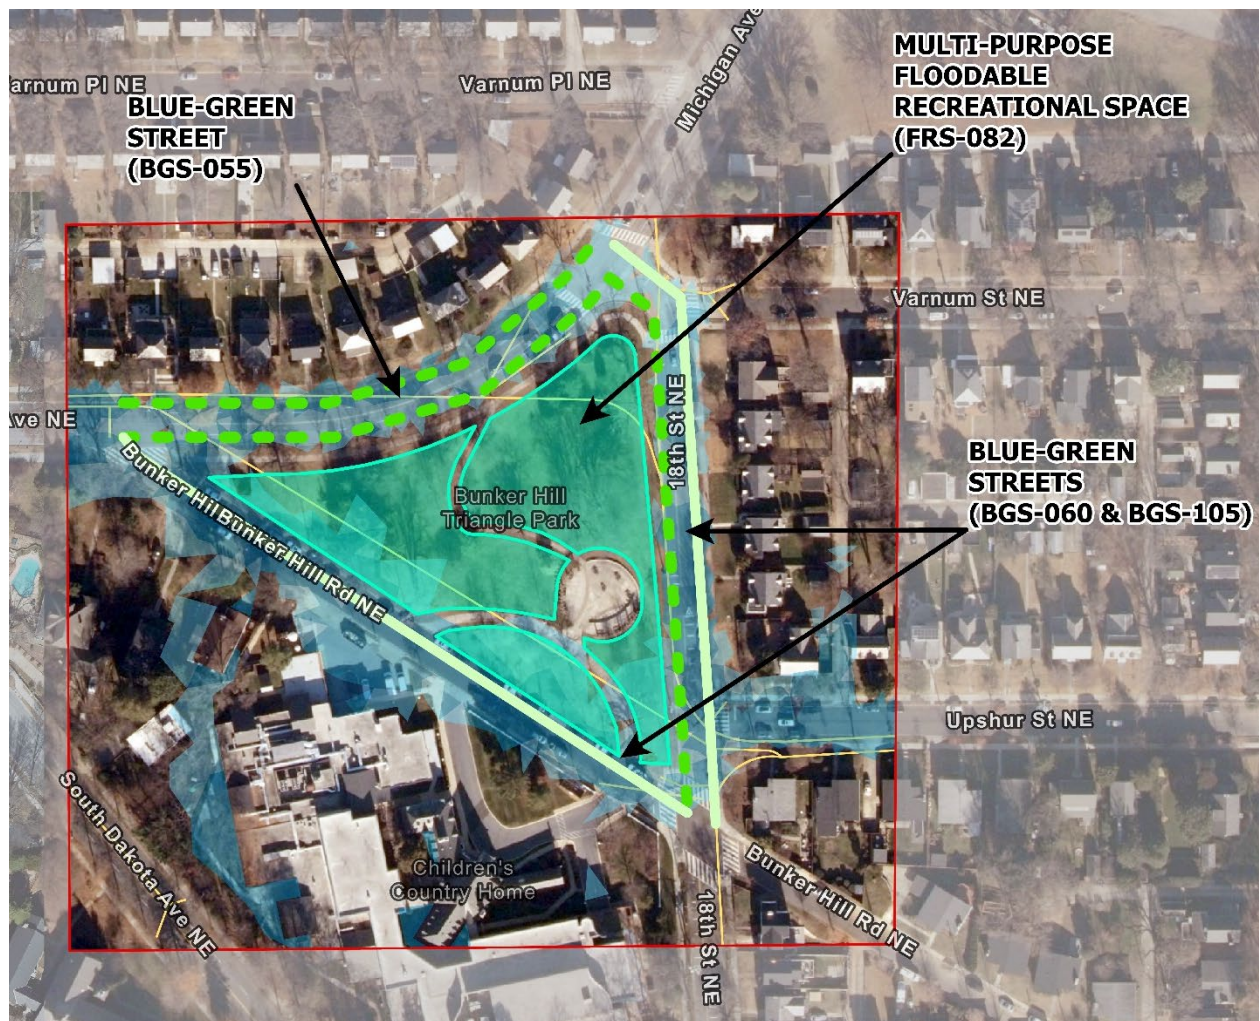 MULTI-PURPOSE
FLOODABLE
RECREATIONAL SPACE
(FRS-082)
Michigan Ave
arnum Pl NE
Varnum Pl NE
BLUE-GREEN
STREET
(BGS-055)
Varnum St NE
Ave NE
18th St NE
BLUE-GREEN
STREETS
(BGS-060 & BGS-105)
Bunker Hill
Triangle Park
Bunker Hil
Bunker Hill Rd NE
Upshur St NE
South Dakota Ave NE
Children's
Country Home
Bunker Hill Rd NE
18th St NE